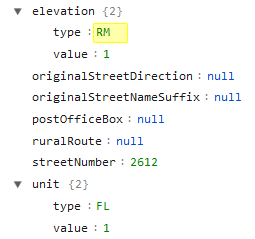 elevation {2}
type : RM
value : 1
originalStreetDirection : null
originalStreetNameSuffix : null
postOfficeBox : null
ruralRoute : null
streetNumber : 2612
unit {2}
type : FL
value : 1